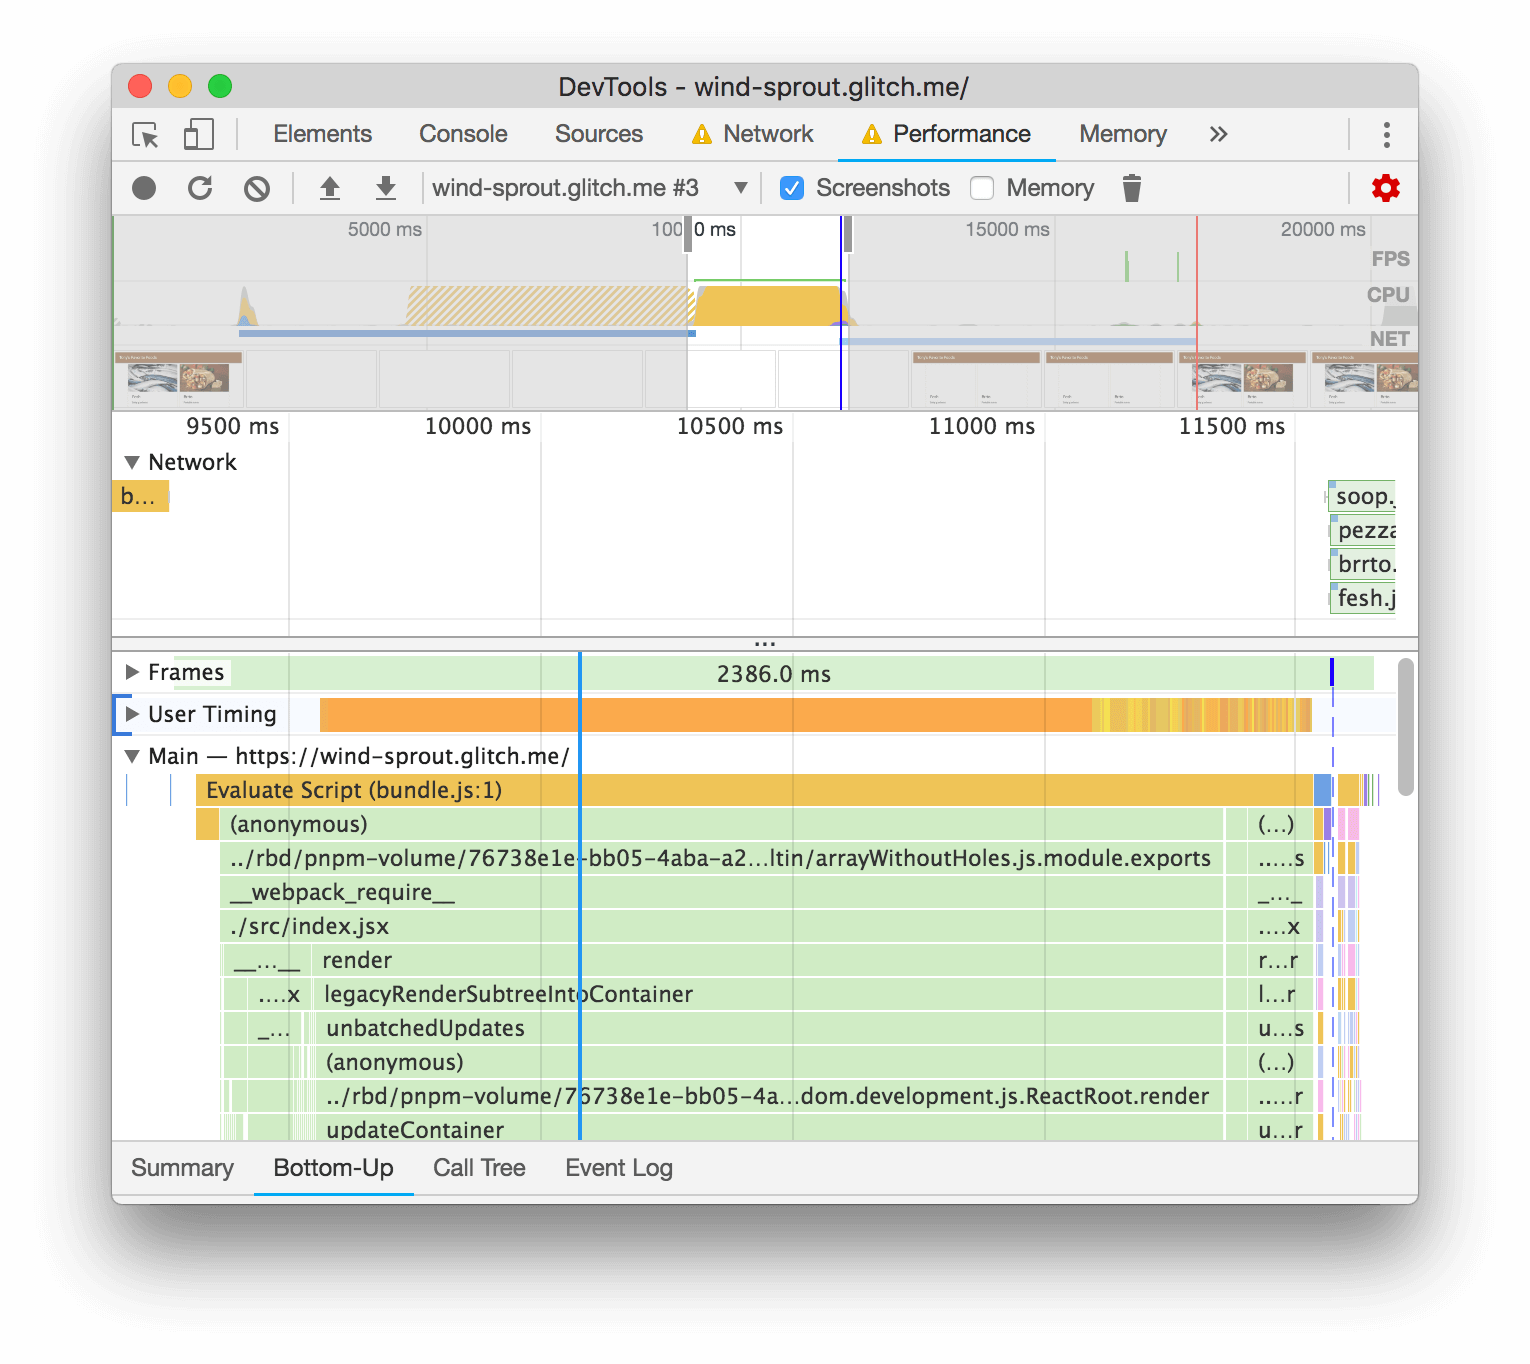 DevTools - wind-sprout.glitch.me/
Elements Console Sources Network Performance Memory »
wind-sprout.glitch.me #3 Screenshots Memory
5000 ms 100 0 ms 15000 ms 20000 ms
FPS
CPU
NET
9500 ms 10000 ms 10500 ms 11000 ms 11500 ms
Network
b...
soop.
pezza
brrto.
fesh.j
...
Frames 2386.0 ms
User Timing
Main — https://wind-sprout.glitch.me/
Evaluate Script (bundle.js:1)
(anonymous) (...)
../rbd/pnpm-volume/76738e1e-bb05-4aba-a2...ltin/arrayWithoutHoles.js.module.exports .....s
__webpack_require__ _..._
./src/index.jsx ....x
__...__ render r...r
....x legacyRenderSubtreeIntoContainer l...r
_... unbatchedUpdates u...s
(anonymous) (...)
../rbd/pnpm-volume/76738e1e-bb05-4a...dom.development.js.ReactRoot.render .....r
updateContainer u...r
Summary Bottom-Up Call Tree Event Log